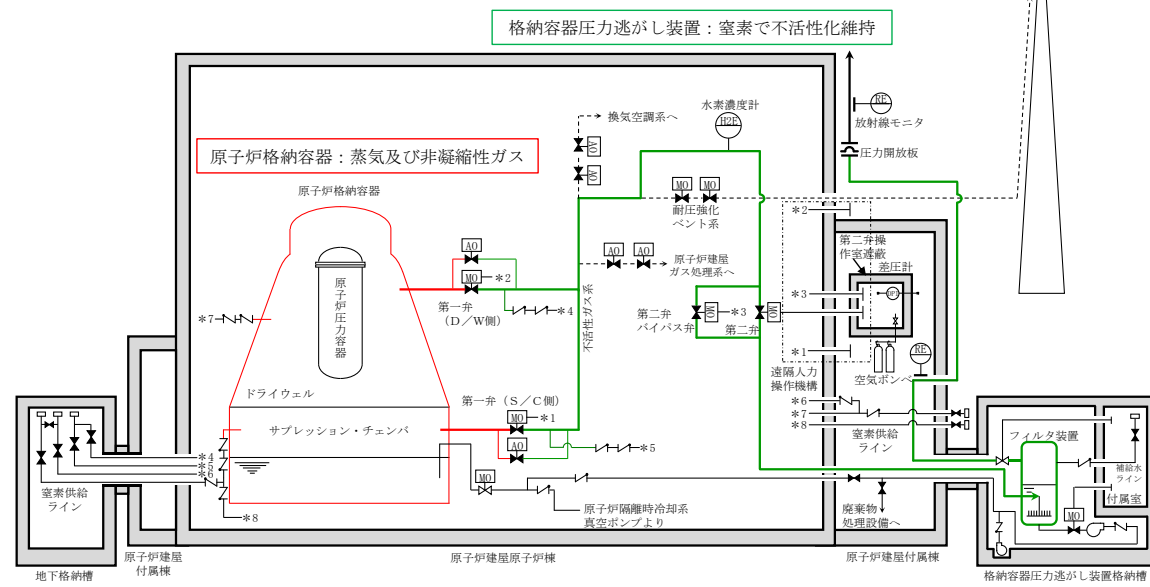 格納容器圧力逃がし装置：窒素で不活性化維持
原子炉格納容器：蒸気及び非凝縮性ガス
換気空調系へ
水素濃度計
H2E
RE
放射線モニタ
圧力開放板
原子炉格納容器
MO
MO
MO
MO
耐圧強化
ベント系
＊2
第二弁操
作室遮蔽
差圧計
DPI
AO
MO
＊2
AO
AO
原子炉建屋
ガス処理系へ
原子炉圧力容器
第一弁
（D／W側）
＊4
不活性ガス系
第二弁
バイパス弁
MO
＊3
第二弁
MO
＊3
＊1
＊7
遠隔人力
操作機構
空気ボンベ
RE
ドライウェル
第一弁（S／C側）
MO
＊1
AO
＊5
サプレッション・チェンバ
＊6
＊7
＊8
窒素供給
ライン
フィルタ装置
補給水
ライン
付属室
MO
＊4
＊5
＊6
窒素供給
ライン
＊8
MO
原子炉隔離時冷却系
真空ポンプより
廃棄物
処理設備へ
地下格納槽
原子炉建屋
付属棟
原子炉建屋原子炉棟
原子炉建屋付属棟
格納容器圧力逃がし装置格納槽